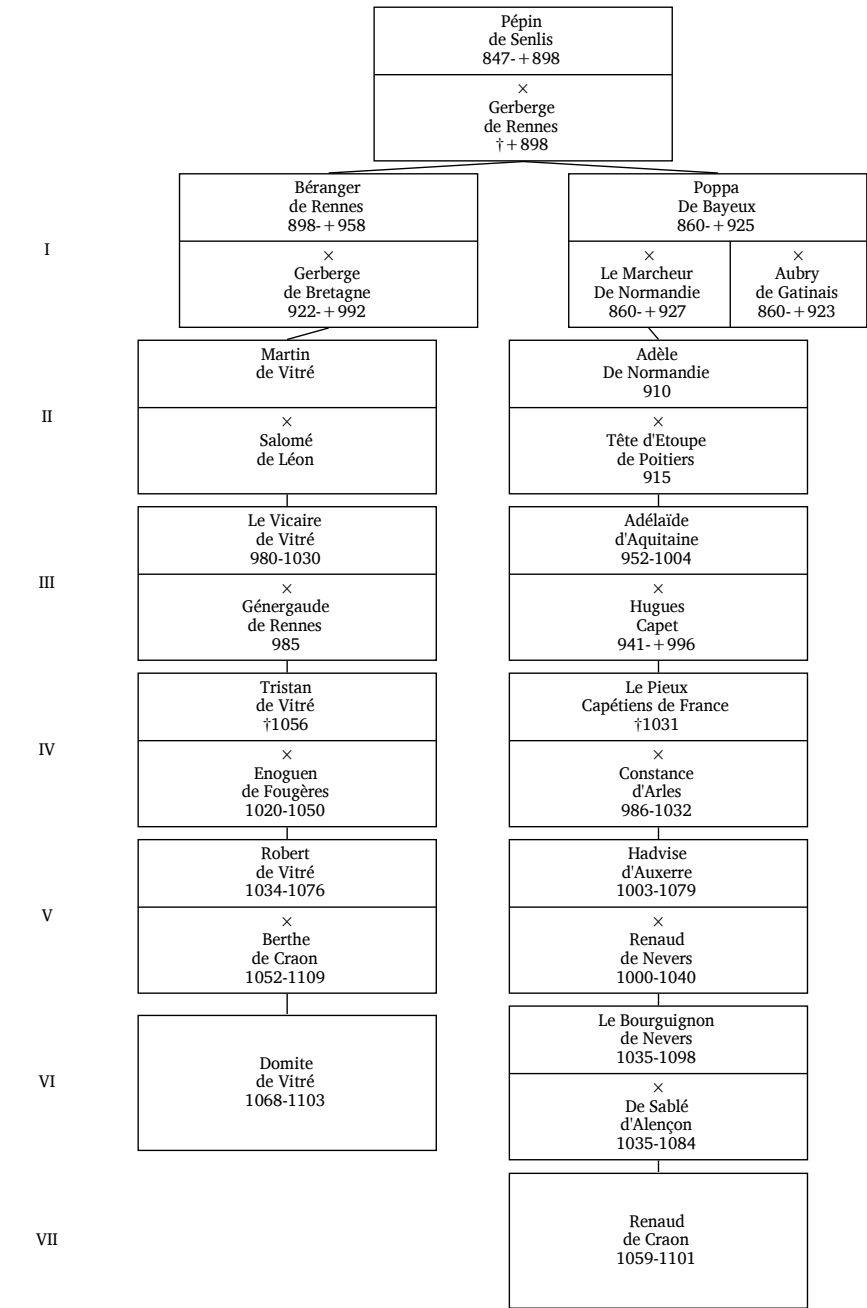 Pépin
de Senlis
847-+898
×
Gerberge
de Rennes
†+898
I
Béranger
de Rennes
898-+958
×
Gerberge
de Bretagne
922-+992
Poppa
De Bayeux
860-+925
×
Le Marcheur
De Normandie
860-+927
×
Aubry
de Gatinais
860-+923
II
Martin
de Vitré
×
Salomé
de Léon
Adèle
De Normandie
910
×
Tête d'Etoupe
de Poitiers
915
III
Le Vicaire
de Vitré
980-1030
×
Génergaude
de Rennes
985
Adélaïde
d'Aquitaine
952-1004
×
Hugues
Capet
941-+996
IV
Tristan
de Vitré
†1056
×
Enoguen
de Fougères
1020-1050
Le Pieux
Capétiens de France
†1031
×
Constance
d'Arles
986-1032
V
Robert
de Vitré
1034-1076
×
Berthe
de Craon
1052-1109
Hadvise
d'Auxerre
1003-1079
×
Renaud
de Nevers
1000-1040
VI
Domite
de Vitré
1068-1103
Le Bourguignon
de Nevers
1035-1098
×
De Sablé
d'Alençon
1035-1084
VII
Renaud
de Craon
1059-1101